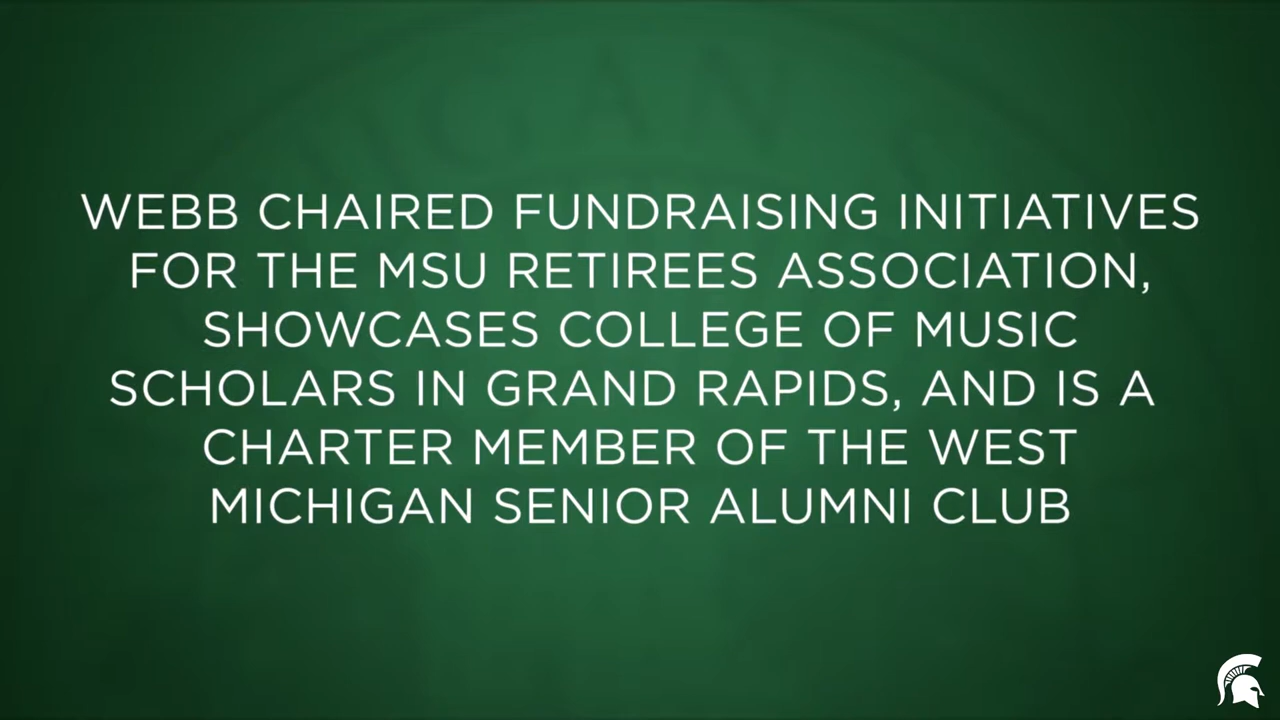 WEBB CHAIRED FUNDRAISING INITIATIVES
FOR THE MSU RETIREES ASSOCIATION,
SHOWCASES COLLEGE OF MUSIC
SCHOLARS IN GRAND RAPIDS, AND IS A
CHARTER MEMBER OF THE WEST
MICHIGAN SENIOR ALUMNI CLUB